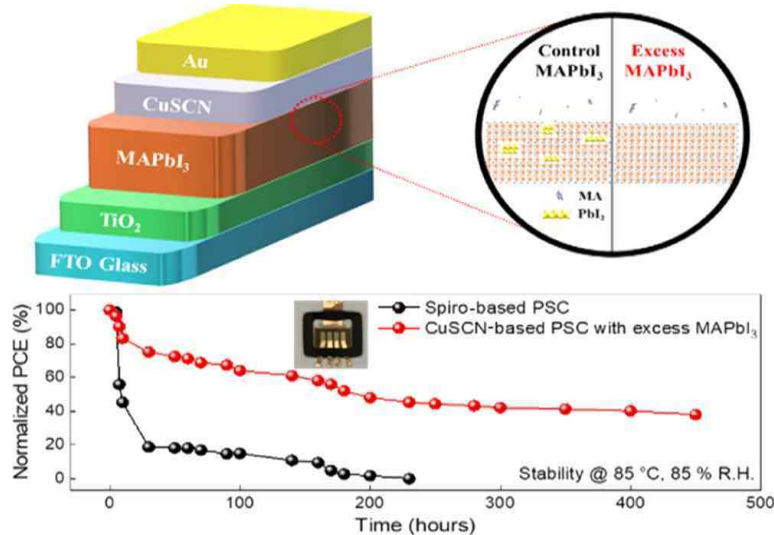 Au
CuSCN
MAPbI₃
TiO₂
FTO Glass
Control
MAPbI₃
Excess
MAPbI₃
MA
PbI₂
Normalized PCE (%)
100
80
60
40
20
0
Spiro-based PSC
CuSCN-based PSC with excess MAPbI₃
Stability @ 85 °C, 85 % R.H.
0
100
200
300
400
500
Time (hours)